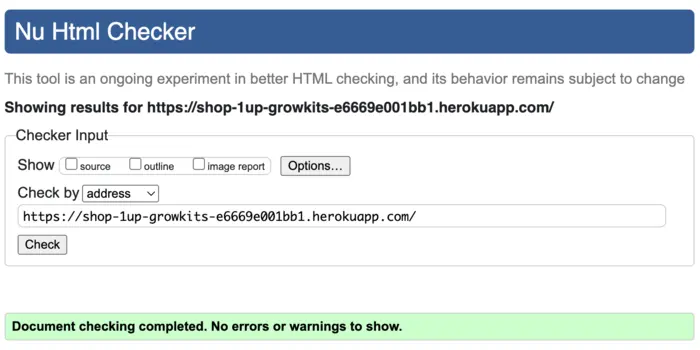 Nu Html Checker
This tool is an ongoing experiment in better HTML checking, and its behavior remains subject to change
Showing results for https://shop-1up-growkits-e6669e001bb1.herokuapp.com/
Checker Input
Show source outline image report Options...
Check by address
https://shop-1up-growkits-e6669e001bb1.herokuapp.com/
Check
Document checking completed. No errors or warnings to show.